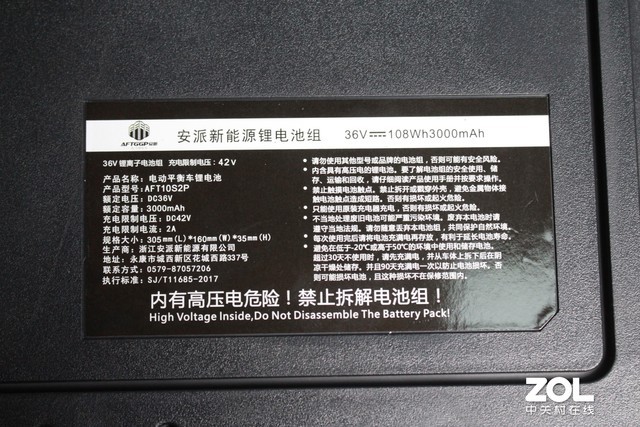 AFTGGP安派
安派新能源锂电池组 36V⎓108Wh3000mAh
36V 锂离子电池组 充电限制电压：42V
产品名称：电动平衡车锂电池
产品型号：AFT10S2P
额定电压：DC36V
额定容量：3000mAh
充电限制电压：DC42V
充电限制电流：2A
规格大小：305mm(L)*160mm(W)*35mm(H)
生产商：浙江安派新能源有限公司
地址：永康市城西新区花城西路337号
联系方式：0579-87057206
执行标准：SJ/T11685-2017
• 请勿使用其他型号或品牌的电池组，否则可能有安全风险。
• 内含具有高压电的锂电池。要了解电池组的安全使用、储
存、运输和回收，请仔细阅读产品使用手册并按要求操作。
• 禁止触摸电池触点。禁止拆开或戳穿外壳，避免金属物体接
触电池触点造成短路。否则有损坏或起火危险。
• 只能使用原装充电器充电，否则有损坏或起火危险。
• 不当地处理废旧电池可能严重污染环境。废弃本电池时请
遵守当地法规。请勿随意丢弃本电池组，共同保护自然环境。
• 每次使用完后请将电池充满电再存放，有利于延长电池寿命。
• 避免在低于-20℃或高于50℃的环境中使用和储存电池。
超过30天不使用时，请先充满电，并从车体上拆下后在阴
凉干燥处储存。并且90天充满电一次以防止电池损坏。否
则可能损坏电池，且这种损坏不在保修范围内。
内有高压电危险！禁止拆解电池组！
High Voltage Inside,Do Not Disassemble The Battery Pack!
ZOL
中关村在线